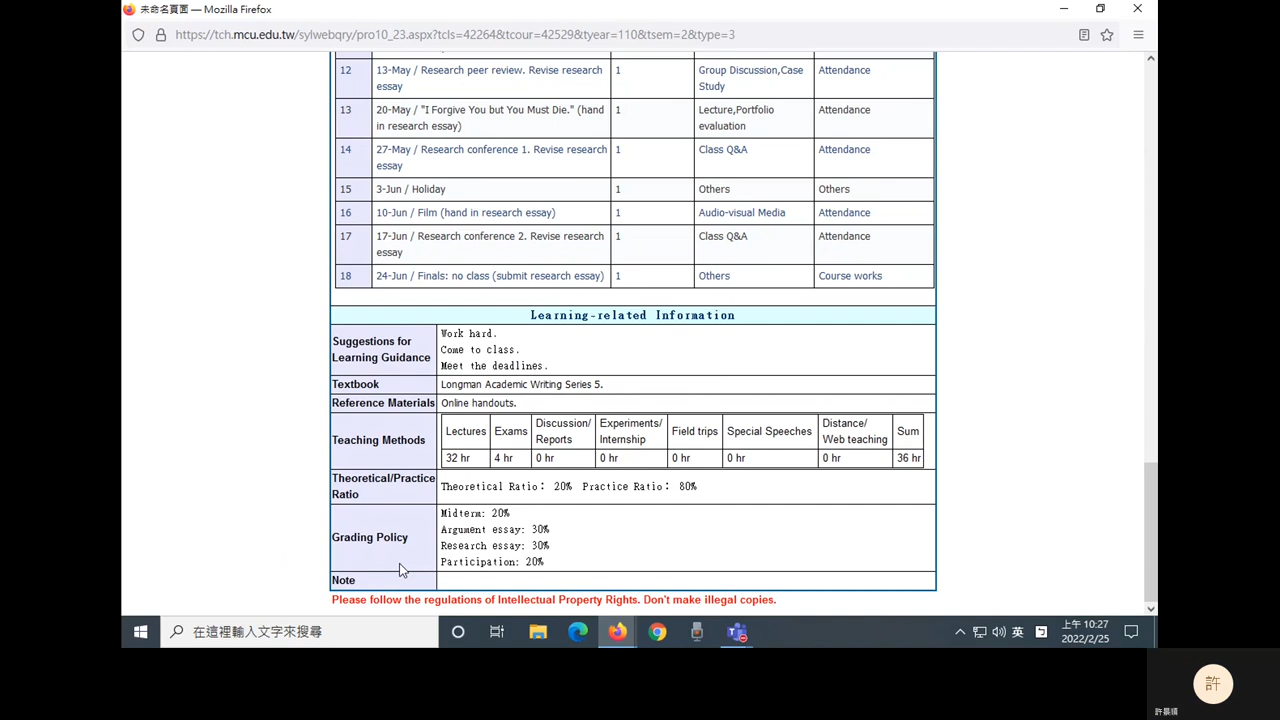 未命名頁面 — Mozilla Firefox
https://tch.mcu.edu.tw/sylwebqry/pro10_23.aspx?tcls=42264&tcour=42529&tyear=110&tsem=2&type=3
12 13-May / Research peer review. Revise research 1 Group Discussion,Case Attendance
essay Study
13 20-May / "I Forgive You but You Must Die." (hand 1 Lecture,Portfolio Attendance
in research essay) evaluation
14 27-May / Research conference 1. Revise research 1 Class Q&A Attendance
essay
15 3-Jun / Holiday 1 Others Others
16 10-Jun / Film (hand in research essay) 1 Audio-visual Media Attendance
17 17-Jun / Research conference 2. Revise research 1 Class Q&A Attendance
essay
18 24-Jun / Finals: no class (submit research essay) 1 Others Course works
Learning-related Information
Suggestions for
Learning Guidance
Work hard.
Come to class.
Meet the deadlines.
Textbook Longman Academic Writing Series 5.
Reference Materials Online handouts.
Teaching Methods
Lectures Exams Discussion/ Experiments/ Field trips Special Speeches Distance/ Sum
Reports Internship Web teaching
32 hr 4 hr 0 hr 0 hr 0 hr 0 hr 0 hr 36 hr
Theoretical/Practice
Ratio
Theoretical Ratio： 20% Practice Ratio： 80%
Grading Policy
Midterm: 20%
Argument essay: 30%
Research essay: 30%
Participation: 20%
Note
Please follow the regulations of Intellectual Property Rights. Don't make illegal copies.
在這裡輸入文字來搜尋
英
上午 10:27
2022/2/25
許
許景順